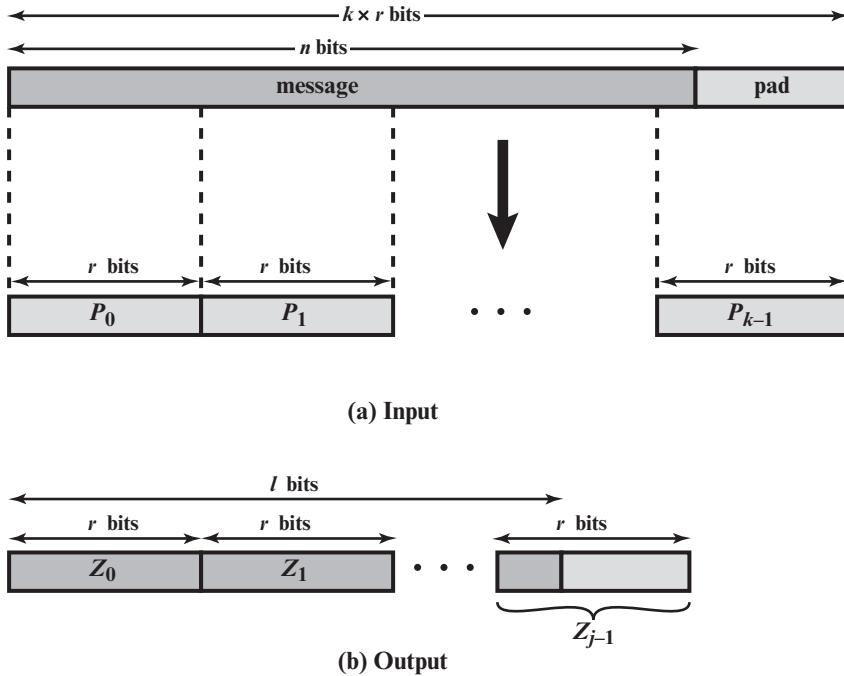 k × r bits
n bits
message pad
r bits r bits r bits
P0 P1 . . . Pk–1
(a) Input
l bits
r bits r bits r bits
Z0 Z1 . . .
Zj–1
(b) Output